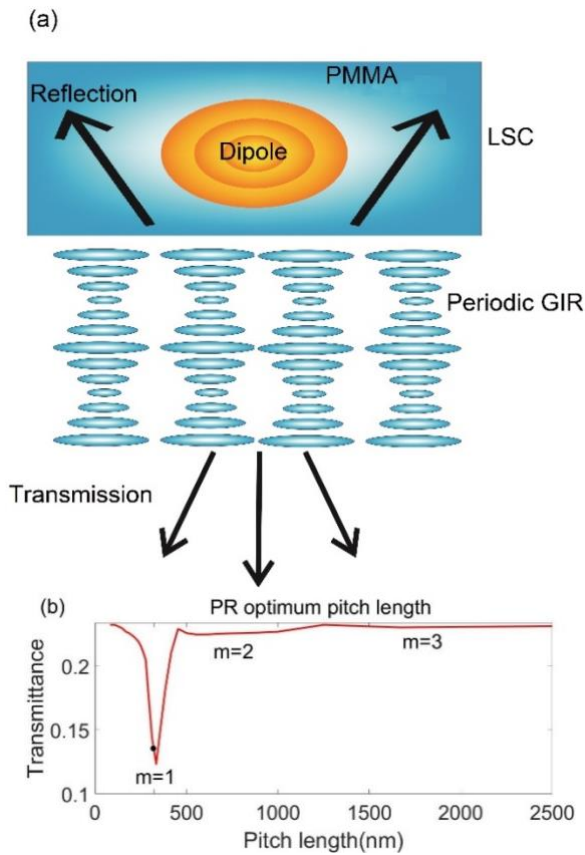 (a)
PMMA
Reflection
Dipole
LSC
Periodic GIR
Transmission
(b)
PR optimum pitch length
Transmittance
0.2
0.15
0.1
m=1
m=2
m=3
0 500 1000 1500 2000 2500
Pitch length(nm)